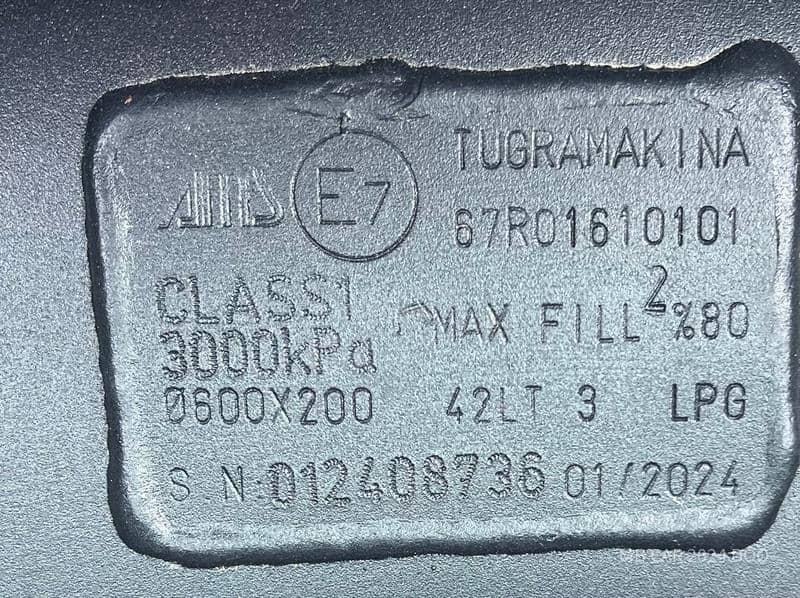 TUGRAMAKINA
E7
67R01610101
CLASS1
2
MAX FILL %80
3000kPa
Ø600X200 42LT 3 LPG
S.N:012408736 01/2024